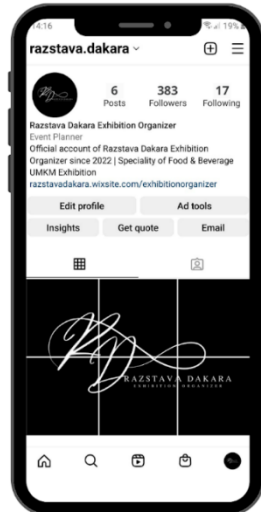 14:16
19%
razstava.dakara
6 383 17
Posts Followers Following
Razstava Dakara Exhibition Organizer
Event Planner
Official account of Razstava Dakara Exhibition
Organizer since 2022 | Speciality of Food & Beverage
UMKM Exhibition
razstavadakara.wixsite.com/exhibitionorganizer
Edit profile Ad tools
Insights Get quote Email
RD
RAZSTAVA DAKARA
EXHIBITION ORGANIZER